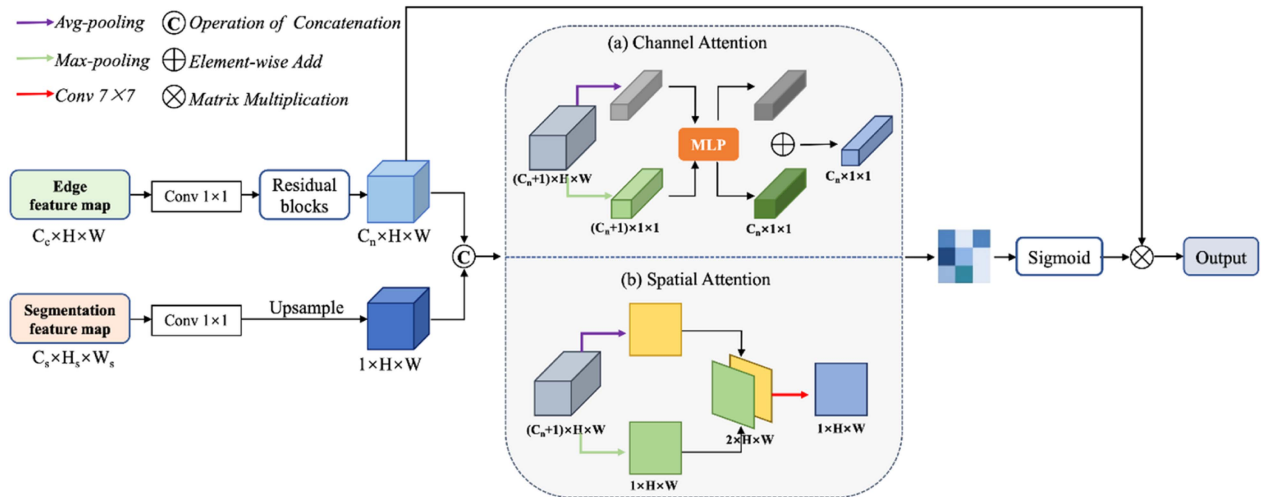 Avg-pooling
C Operation of Concatenation
Max-pooling
Element-wise Add
Conv 7×7
Matrix Multiplication
Edge
feature map
C꜀×H×W
Conv 1×1
Residual
blocks
Cₙ×H×W
Segmentation
feature map
Cₛ×Hₛ×Wₛ
Conv 1×1
Upsample
1×H×W
C
(a) Channel Attention
(Cₙ+1)×H×W
(Cₙ+1)×1×1
MLP
Cₙ×1×1
Cₙ×1×1
(b) Spatial Attention
(Cₙ+1)×H×W
1×H×W
2×H×W
1×H×W
Sigmoid
Output